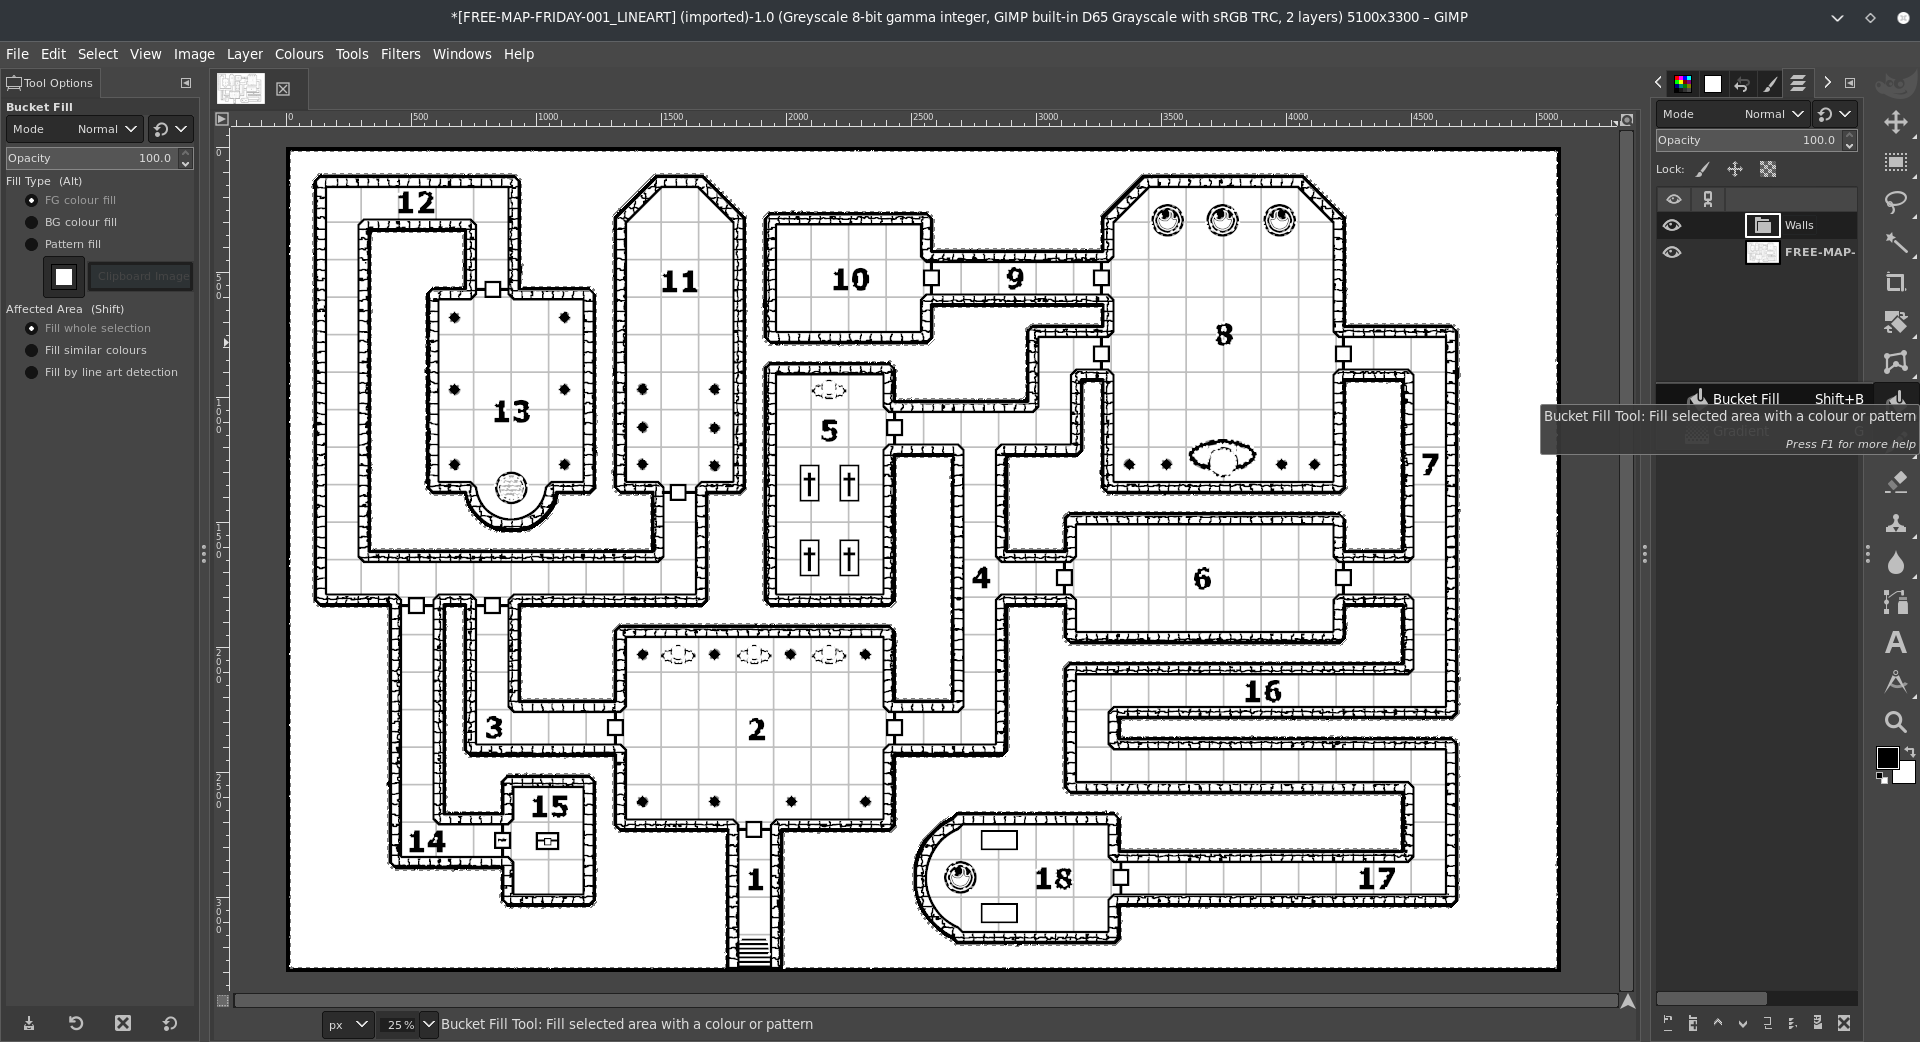 *[FREE-MAP-FRIDAY-001_LINEART] (imported)-1.0 (Greyscale 8-bit gamma integer, GIMP built-in D65 Grayscale with sRGB TRC, 2 layers) 5100x3300 – GIMP
File Edit Select View Image Layer Colours Tools Filters Windows Help
Tool Options
Bucket Fill
Mode Normal
Opacity 100.0
Fill Type (Alt)
FG colour fill
BG colour fill
Pattern fill
Clipboard Image
Affected Area (Shift)
Fill whole selection
Fill similar colours
Fill by line art detection
0 500 1000 1500 2000 2500 3000 3500 4000 4500 5000
0
500
1000
1500
2000
2500
3000
12
11
10
9
8
13
5
7
4
6
16
3
2
15
14
1
18
17
Mode Normal
Opacity 100.0
Lock:
Walls
FREE-MAP-
Bucket Fill Shift+B
Bucket Fill Tool: Fill selected area with a colour or pattern
Gradient G
Press F1 for more help
px 25 % Bucket Fill Tool: Fill selected area with a colour or pattern